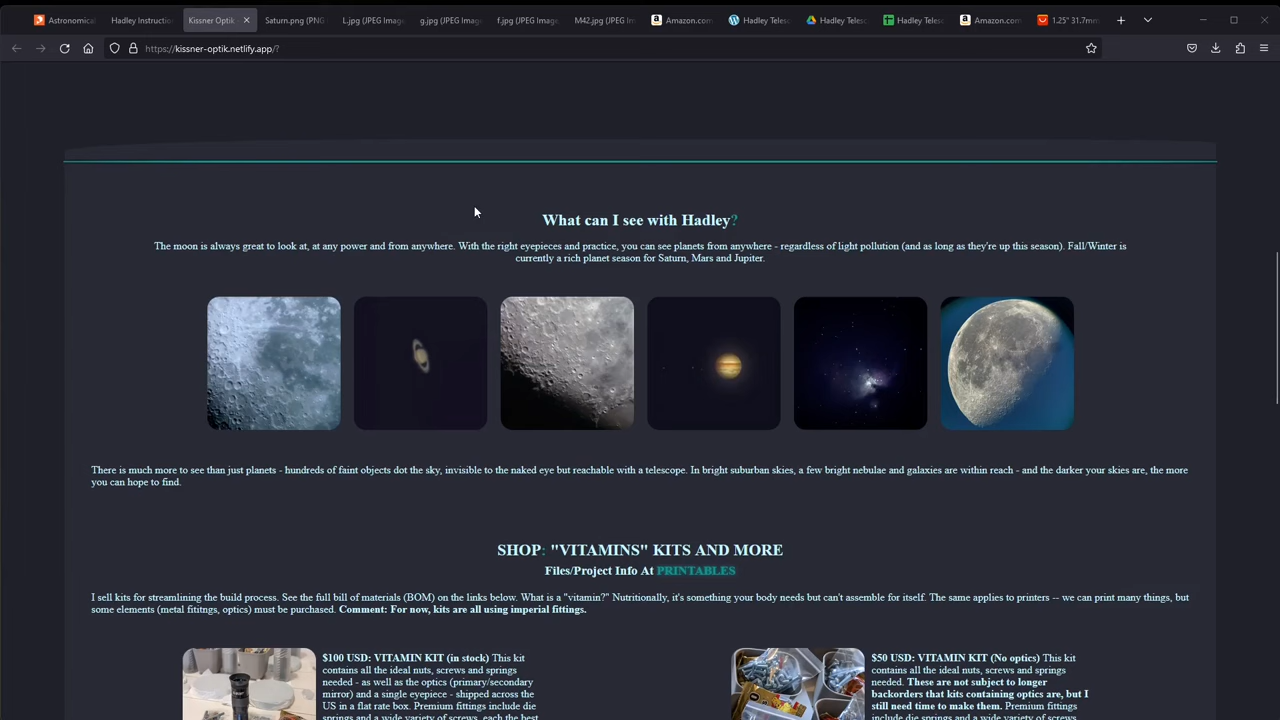 Astronomical
Hadley Instructio
Kissner Optik
Saturn.png (PNG
L.jpg (JPEG Imag
g.jpg (JPEG Imag
f.jpg (JPEG Imag
M42.jpg (JPEG Im
Amazon.com
Hadley Telesc
Hadley Telesc
Hadley Telesc
Amazon.com
1.25" 31.7mm
https://kissner-optik.netlify.app/?
What can I see with Hadley?
The moon is always great to look at, at any power and from anywhere. With the right eyepieces and practice, you can see planets from anywhere - regardless of light pollution (and as long as they're up this season). Fall/Winter is
currently a rich planet season for Saturn, Mars and Jupiter.
There is much more to see than just planets - hundreds of faint objects dot the sky, invisible to the naked eye but reachable with a telescope. In bright suburban skies, a few bright nebulae and galaxies are within reach - and the darker your skies are, the more
you can hope to find.
SHOP: "VITAMINS" KITS AND MORE
Files/Project Info At PRINTABLES
I sell kits for streamlining the build process. See the full bill of materials (BOM) on the links below. What is a "vitamin?" Nutritionally, it's something your body needs but can't assemble for itself. The same applies to printers -- we can print many things, but
some elements (metal fititngs, optics) must be purchased. Comment: For now, kits are all using imperial fittings.
$100 USD: VITAMIN KIT (in stock) This kit
contains all the ideal nuts, screws and springs
needed - as well as the optics (primary/secondary
mirror) and a single eyepiece - shipped across the
US in a flat rate box. Premium fittings include die
springs and a wide variety of screws, each the best
$50 USD: VITAMIN KIT (No optics) This kit
contains all the ideal nuts, screws and springs
needed. These are not subject to longer
backorders that kits containing optics are, but I
still need time to make them. Premium fittings
include die springs and a wide variety of